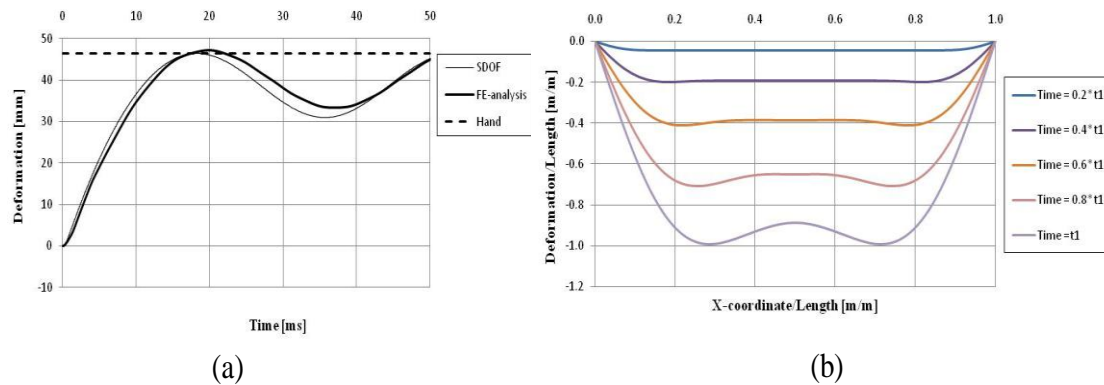 0 10 20 30 40 50
50
40
30
20
10
0
-10
Deformation [mm]
Time [ms]
SDOF
FE-analysis
Hand
(a)
0.0 0.2 0.4 0.6 0.8 1.0
0.0
-0.2
-0.4
-0.6
-0.8
-1.0
-1.2
Deformation/Length [m/m]
X-coordinate/Length [m/m]
Time = 0.2* t1
Time = 0.4* t1
Time = 0.6* t1
Time = 0.8* t1
Time =t1
(b)